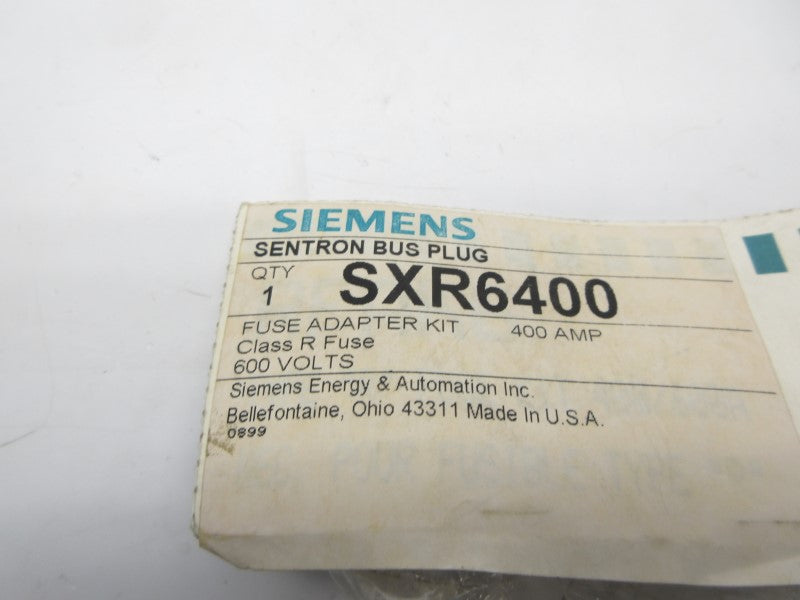 SIEMENS
SENTRON BUS PLUG
QTY
1
SXR6400
FUSE ADAPTER KIT 400 AMP
Class R Fuse
600 VOLTS
Siemens Energy & Automation Inc.
Bellefontaine, Ohio 43311 Made In U.S.A.
0899